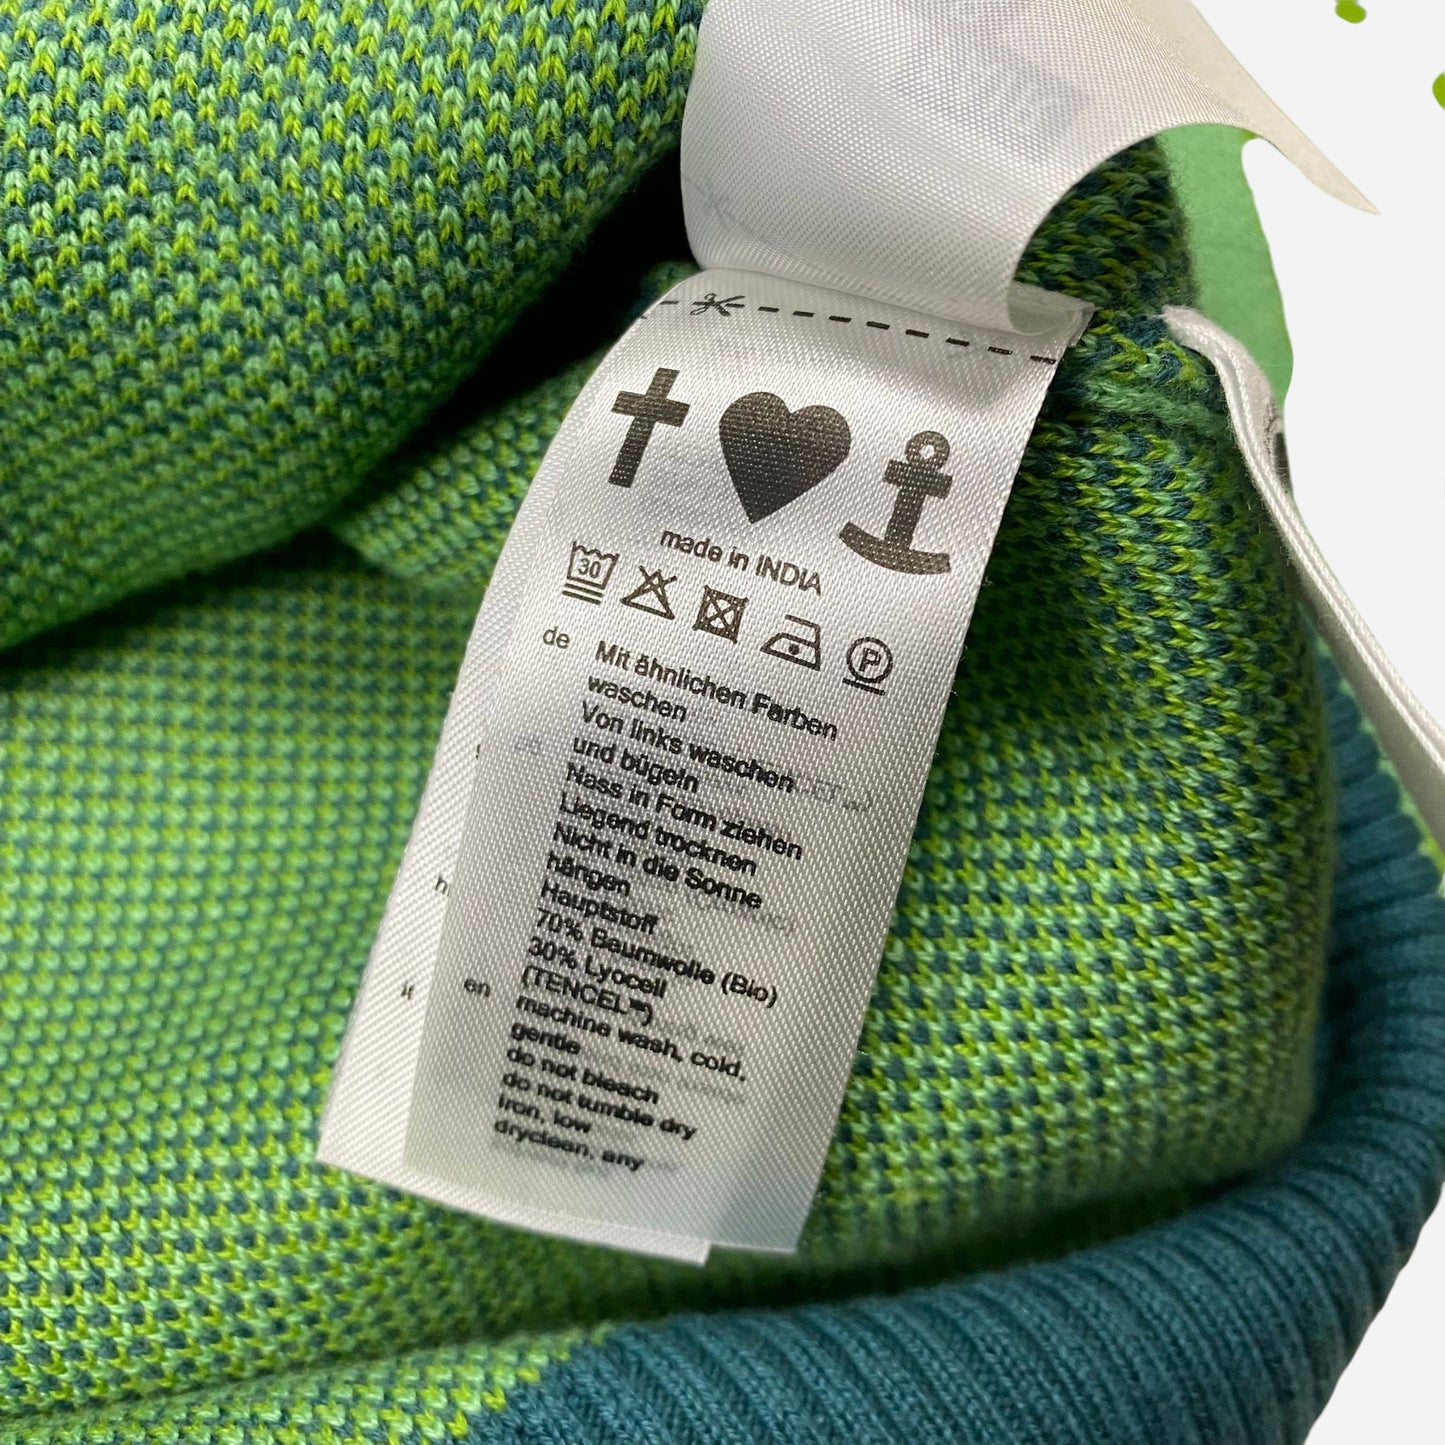 made in INDIA
30
P
de Mit ähnlichen Farben
waschen
Von links waschen
und bügeln
Nass in Form ziehen
Liegend trocknen
Nicht in die Sonne
hängen
Hauptstoff
70% Baumwolle (Bio)
30% Lyocell
(TENCEL™)
en machine wash, cold,
gentle
do not bleach
do not tumble dry
iron, low
dryclean, any
it